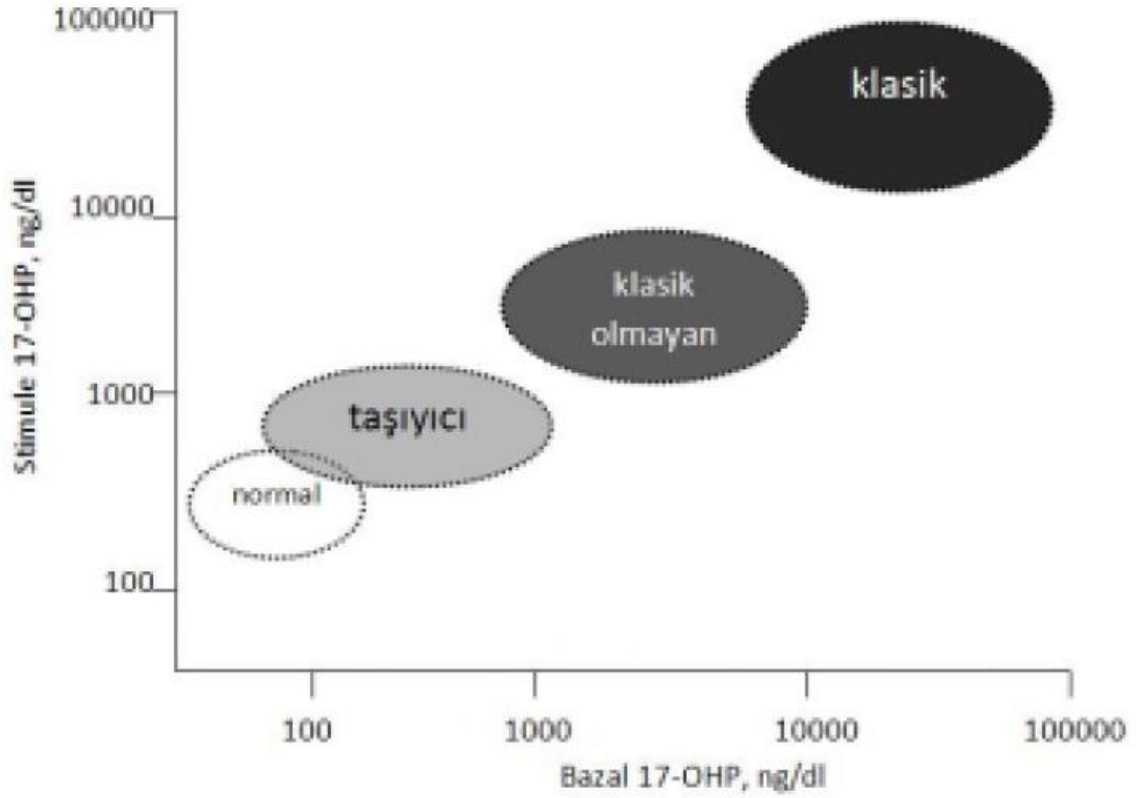 100000
10000
1000
100
Stimule 17-OHP, ng/dl
klasik
klasik
olmayan
taşıyıcı
normal
100
1000
10000
100000
Bazal 17-OHP, ng/dl